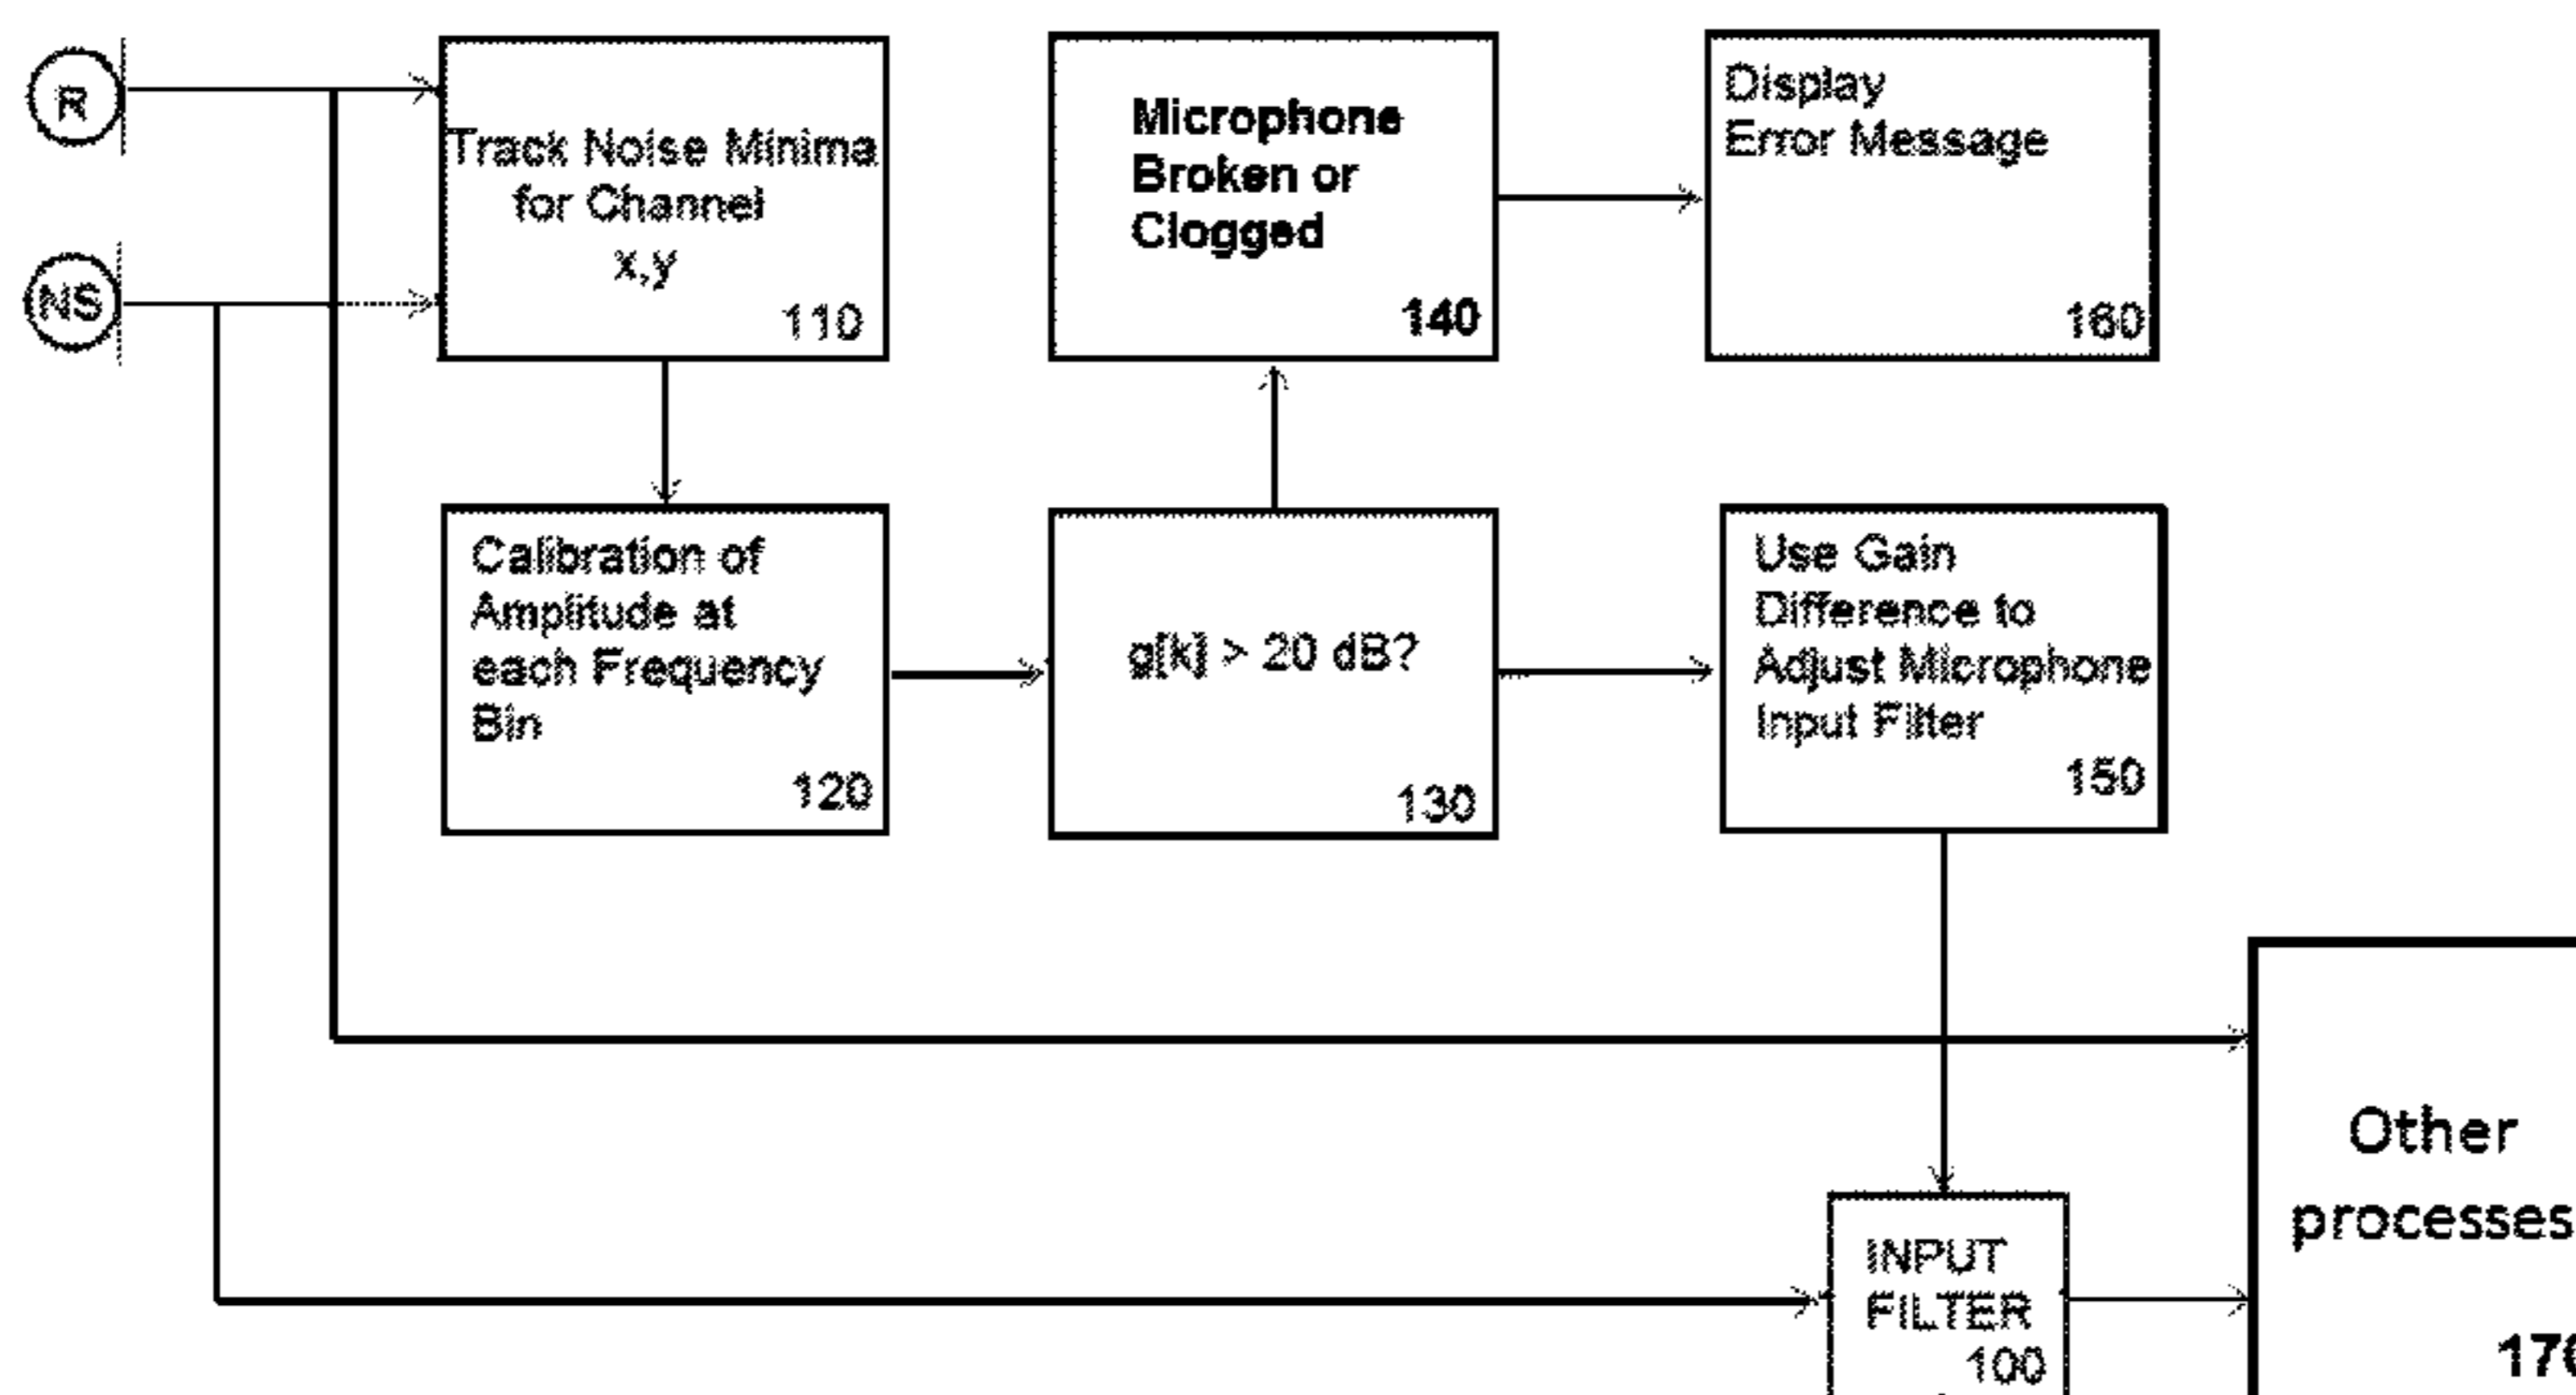 R
Track Noise Minima
for Channel
x,y
110
NS
Microphone
Broken or
Clogged
140
Display
Error Message
160
Calibration of
Amplitude at
each Frequency
Bin
120
g[k] > 20 dB?
130
Use Gain
Difference to
Adjust Microphone
Input Filter
150
Other
processes
INPUT
FILTER
100